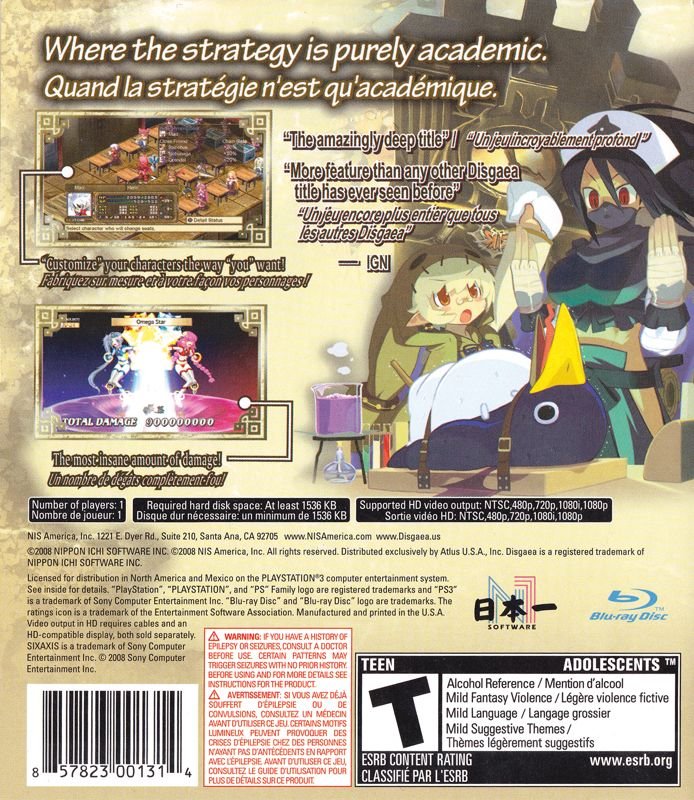 Where the strategy is purely academic.
Quand la stratégie n'est qu'académique.
"The amazingly deep title" / "Un jeu incroyablement profond"
"More feature than any other Disgaea
title has ever seen before"
"Un jeu encore plus entier que tous
les autres Disgaea"
— IGN
Close Friend
Detail Status
Select character who will change seats.
"Customize" your characters the way "you" want!
Fabriquez sur mesure et à votre façon vos personnages!
Omega Star
TOTAL DAMAGE 900000000
The most insane amount of damage!
Un nombre de dégâts complètement fou!
Number of players: 1
Nombre de joueur: 1
Required hard disk space: At least 1536 KB
Disque dur nécessaire: un minimum de 1536 KB
Supported HD video output: NTSC,480p,720p,1080i,1080p
Sortie vidéo HD: NTSC,480p,720p,1080i,1080p
NIS America, Inc. 1221 E. Dyer Rd., Suite 210, Santa Ana, CA 92705 www.NISAmerica.com www.Disgaea.us
©2008 NIPPON ICHI SOFTWARE INC. ©2008 NIS America, Inc. All rights reserved. Distributed exclusively by Atlus U.S.A., Inc. Disgaea is a registered trademark of
NIPPON ICHI SOFTWARE INC.
Licensed for distribution in North America and Mexico on the PLAYSTATION®3 computer entertainment system.
See inside for details. "PlayStation", "PLAYSTATION", and "PS" Family logo are registered trademarks and "PS3"
is a trademark of Sony Computer Entertainment Inc. "Blu-ray Disc" and "Blu-ray Disc" logo are trademarks. The
ratings icon is a trademark of the Entertainment Software Association. Manufactured and printed in the U.S.A.
Video output in HD requires cables and an
HD-compatible display, both sold separately.
SIXAXIS is a trademark of Sony Computer
Entertainment Inc. © 2008 Sony Computer
Entertainment Inc.
日本一
SOFTWARE
Blu-ray Disc
TM
WARNING: IF YOU HAVE A HISTORY OF
EPILEPSY OR SEIZURES, CONSULT A DOCTOR
BEFORE USE. CERTAIN PATTERNS MAY
TRIGGER SEIZURES WITH NO PRIOR HISTORY.
BEFORE USING AND FOR MORE DETAILS SEE
INSTRUCTIONS FOR THE PRODUCT.
AVERTISSEMENT: SI VOUS AVEZ DÉJÀ
SOUFFERT D'ÉPILEPSIE OU DE
CONVULSIONS, CONSULTEZ UN MÉDECIN
AVANT D'UTILISER CE JEU. CERTAINS MOTIFS
LUMINEUX PEUVENT PROVOQUER DES
CRISES D'ÉPILEPSIE CHEZ DES PERSONNES
N'AYANT PAS D'ANTÉCÉDENTS EN RAPPORT
AVEC L'ÉPILEPSIE. AVANT D'UTILISER CE JEU,
CONSULTEZ LE GUIDE D'UTILISATION POUR
PLUS DE DÉTAILS SUR CE PRODUIT.
TEEN
ADOLESCENTS ™
T
Alcohol Reference / Mention d'alcool
Mild Fantasy Violence / Légère violence fictive
Mild Language / Langage grossier
Mild Suggestive Themes /
Thèmes légèrement suggestifs
ESRB CONTENT RATING
CLASSIFIÉ PAR L'ESRB
www.esrb.org
8 57823 00131 4